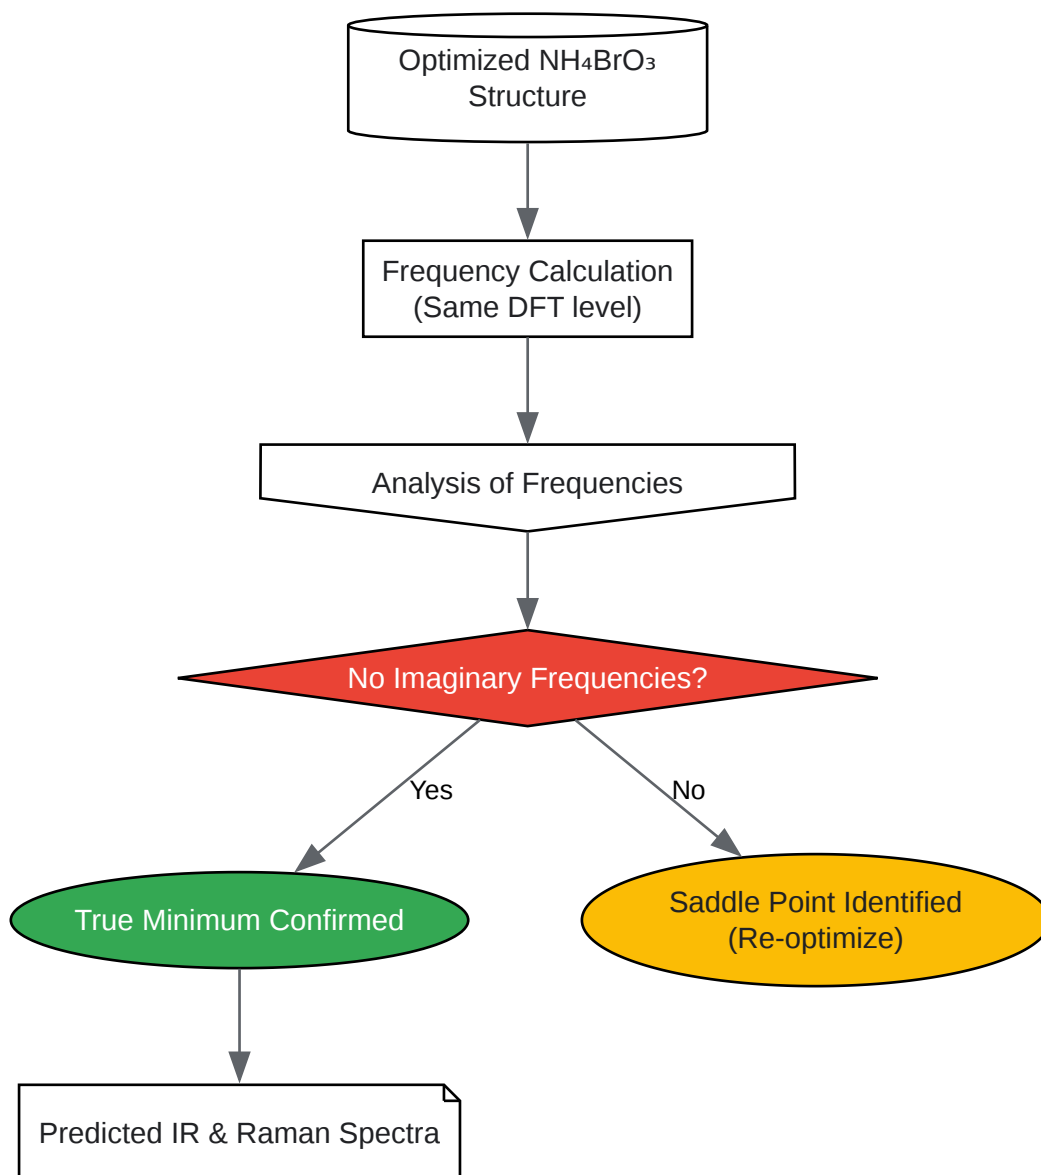 Optimized NH₄BrO₃
Structure
Frequency Calculation
(Same DFT level)
Analysis of Frequencies
No Imaginary Frequencies?
Yes
No
True Minimum Confirmed
Saddle Point Identified
(Re-optimize)
Predicted IR & Raman Spectra